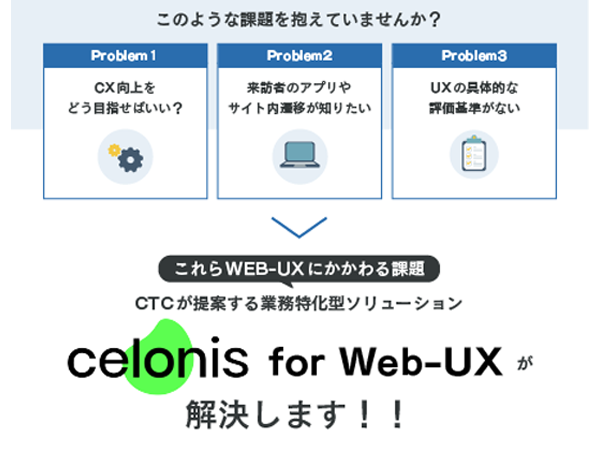 このような課題を抱えていませんか？
Problem 1
CX向上を
どう目指せばいい？
Problem2
来訪者のアプリや
サイト内遷移が知りたい
Problem3
UXの具体的な
評価基準がない
これらWEB-UXにかかわる課題
CTCが提案する業務特化型ソリューション
celonis for Web-UXが
解決します！！